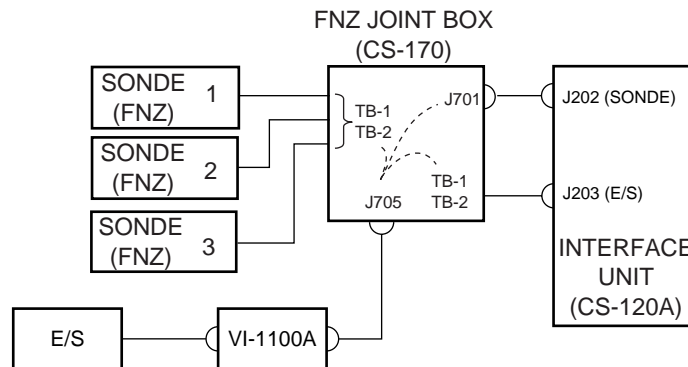 FNZ JOINT BOX
(CS-170)
SONDE
(FNZ)
1
SONDE
(FNZ)
2
SONDE
(FNZ)
3
TB-1
TB-2
J701
TB-1
TB-2
J705
J202 (SONDE)
J203 (E/S)
INTERFACE
UNIT
(CS-120A)
E/S
VI-1100A